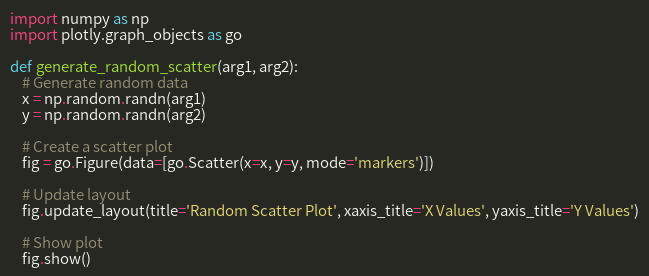 import numpy as np
import plotly.graph_objects as go

def generate_random_scatter(arg1, arg2):
    # Generate random data
    x = np.random.randn(arg1)
    y = np.random.randn(arg2)

    # Create a scatter plot
    fig = go.Figure(data=[go.Scatter(x=x, y=y, mode='markers')])

    # Update layout
    fig.update_layout(title='Random Scatter Plot', xaxis_title='X Values', yaxis_title='Y Values')

    # Show plot
    fig.show()